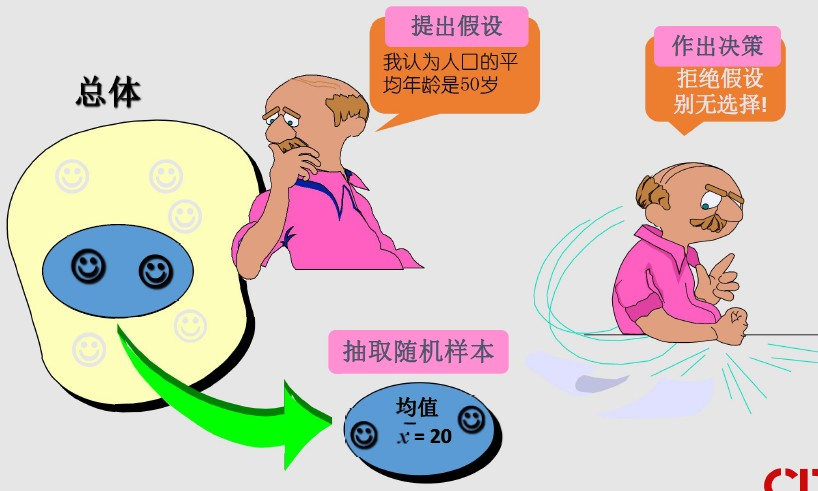 总体
提出假设
我认为人口的平
均年龄是50岁
作出决策
拒绝假设
别无选择!
抽取随机样本
均值
x̄ = 20